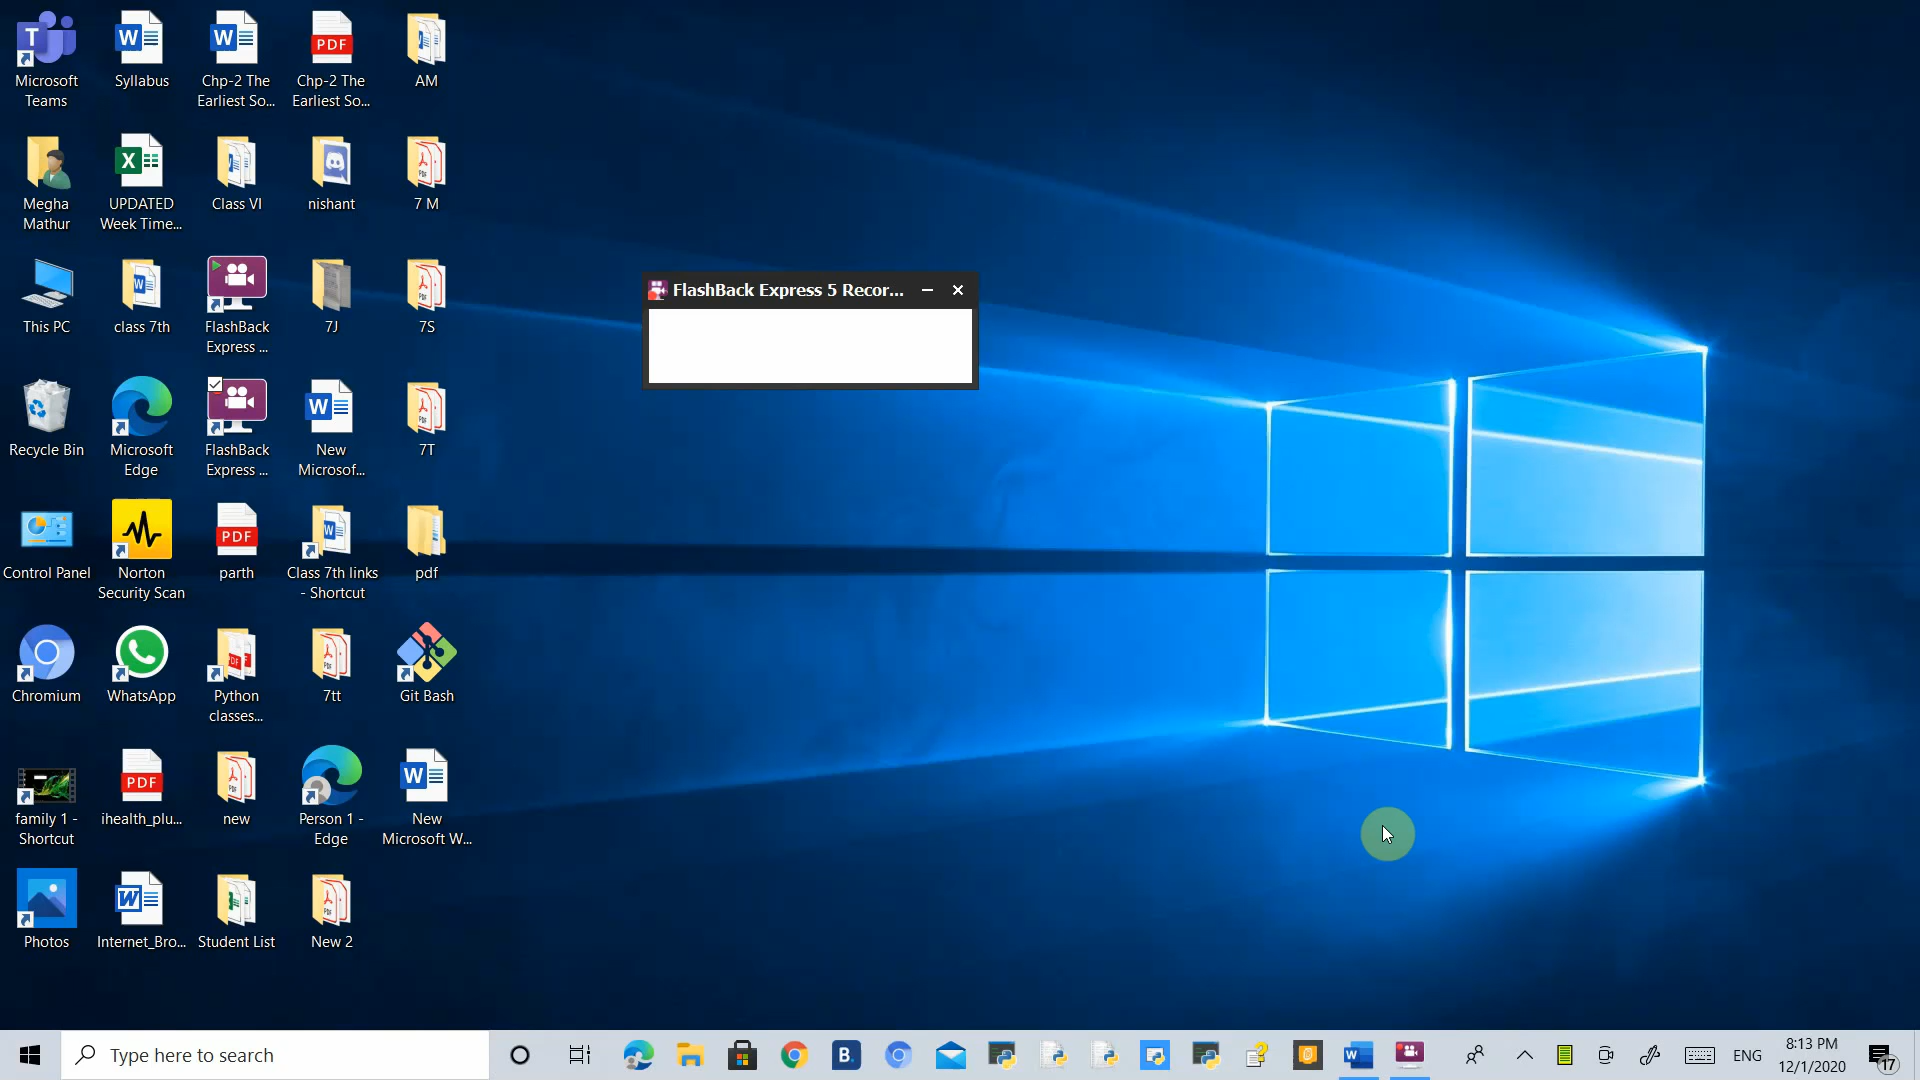 Microsoft
Teams
Syllabus
Chp-2 The
Earliest So...
Chp-2 The
Earliest So...
AM
Megha
Mathur
UPDATED
Week Time...
Class VI
nishant
7 M
This PC
class 7th
FlashBack
Express ...
7J
7S
FlashBack Express 5 Recor...
Recycle Bin
Microsoft
Edge
FlashBack
Express ...
New
Microsof...
7T
Control Panel
Norton
Security Scan
parth
Class 7th links
- Shortcut
pdf
Chromium
WhatsApp
Python
classes...
7tt
Git Bash
family 1 -
Shortcut
ihealth_plu...
new
Person 1 -
Edge
New
Microsoft W...
Photos
Internet_Bro...
Student List
New 2
Type here to search
ENG
8:13 PM
12/1/2020
17